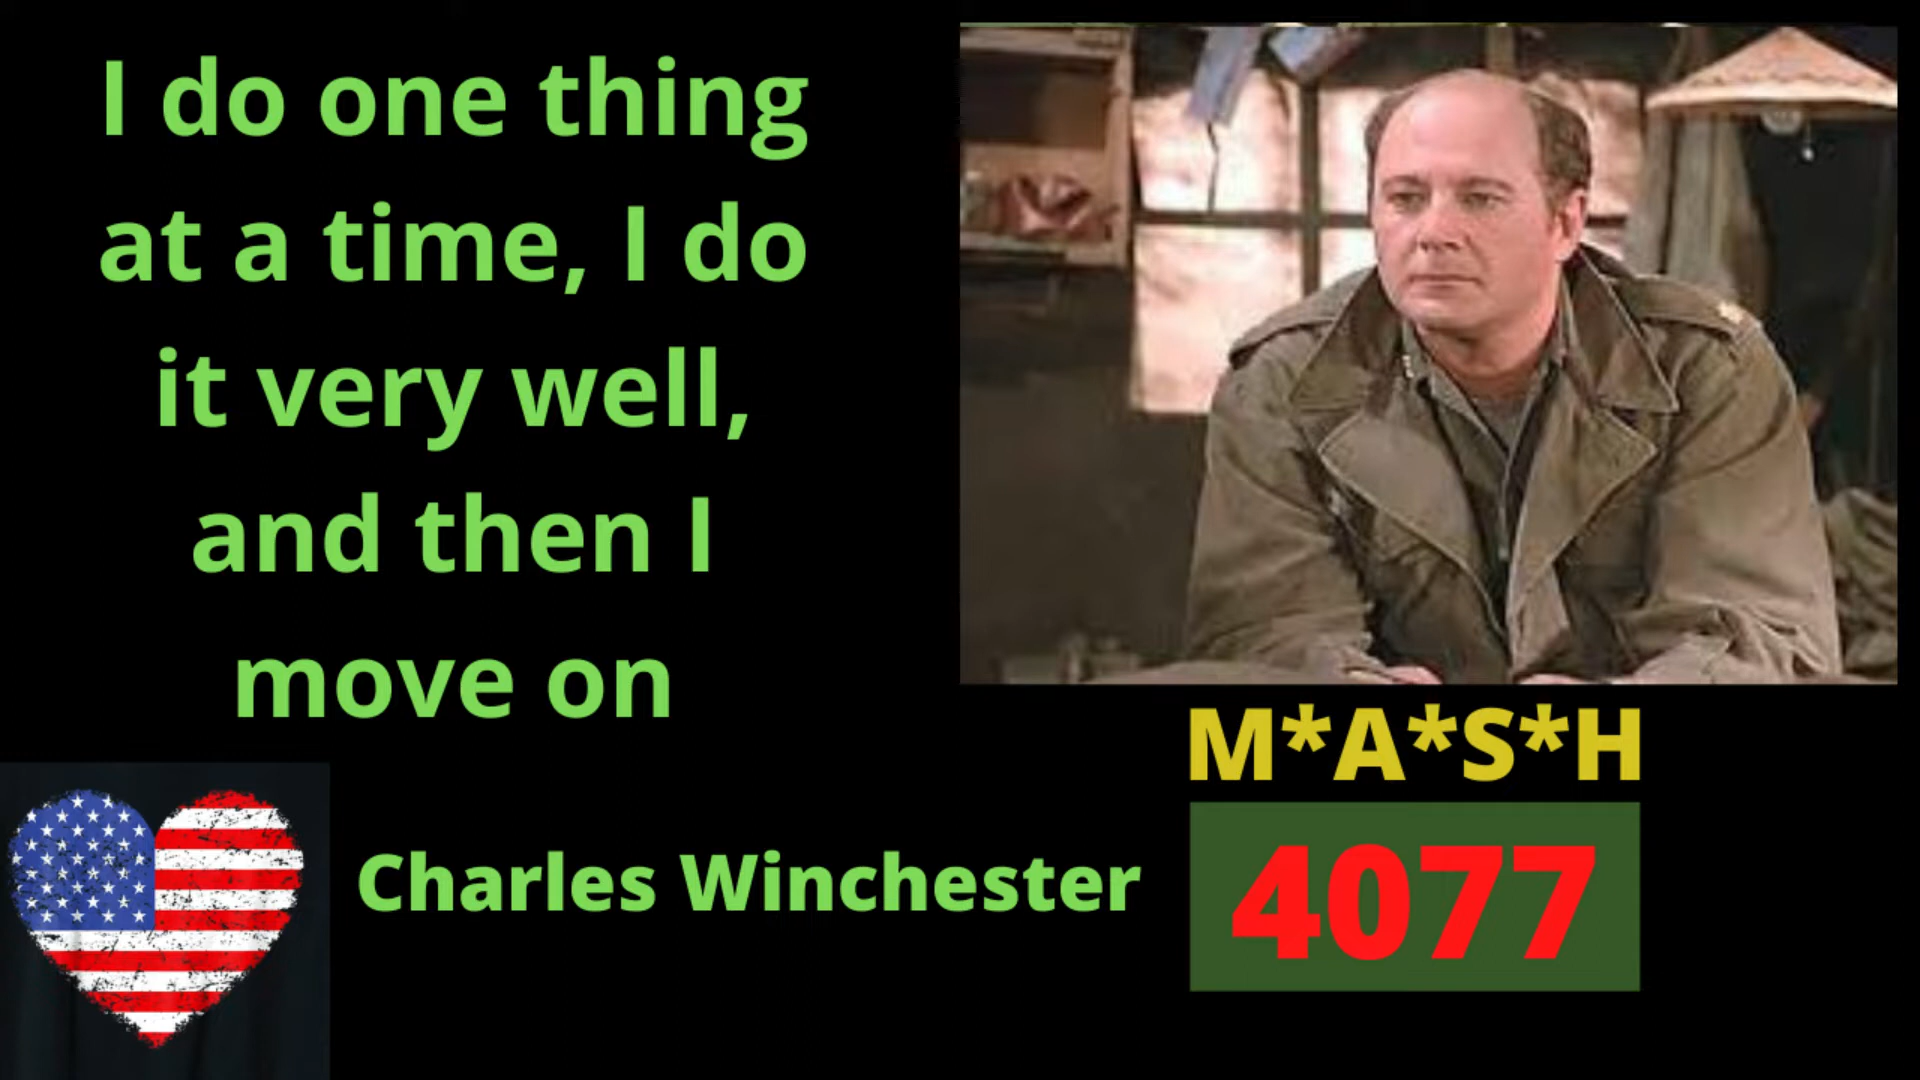 I do one thing
at a time, I do
it very well,
and then I
move on
M*A*S*H
Charles Winchester
4077